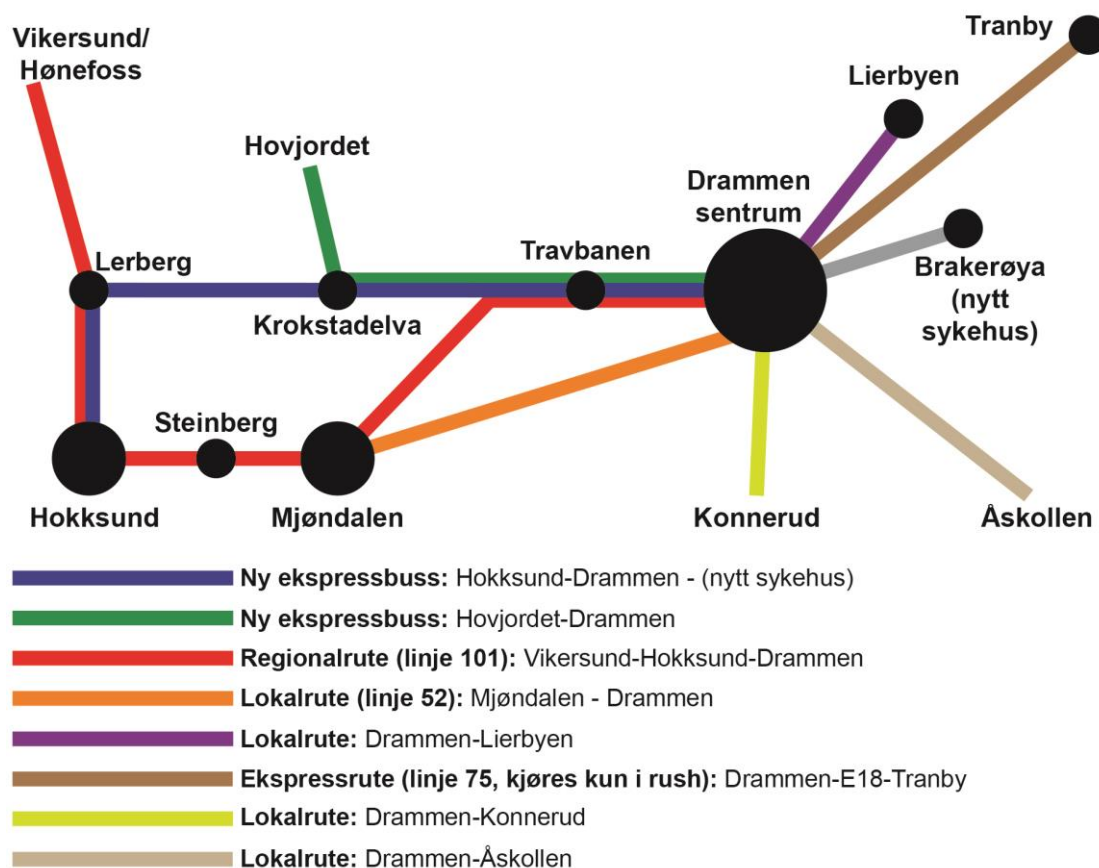 Vikersund/
Hønefoss
Tranby
Lierbyen
Hovjordet
Drammen
sentrum
Travbanen
Lerberg
Krokstadelva
Brakerøya
(nytt
sykehus)
Steinberg
Hokksund
Mjøndalen
Konnerud
Åskollen
Ny ekspressbuss: Hokksund-Drammen - (nytt sykehus)
Ny ekspressbuss: Hovjordet-Drammen
Regionalrute (linje 101): Vikersund-Hokksund-Drammen
Lokalrute (linje 52): Mjøndalen - Drammen
Lokalrute: Drammen-Lierbyen
Ekspressrute (linje 75, kjøres kun i rush): Drammen-E18-Tranby
Lokalrute: Drammen-Konnerud
Lokalrute: Drammen-Åskollen